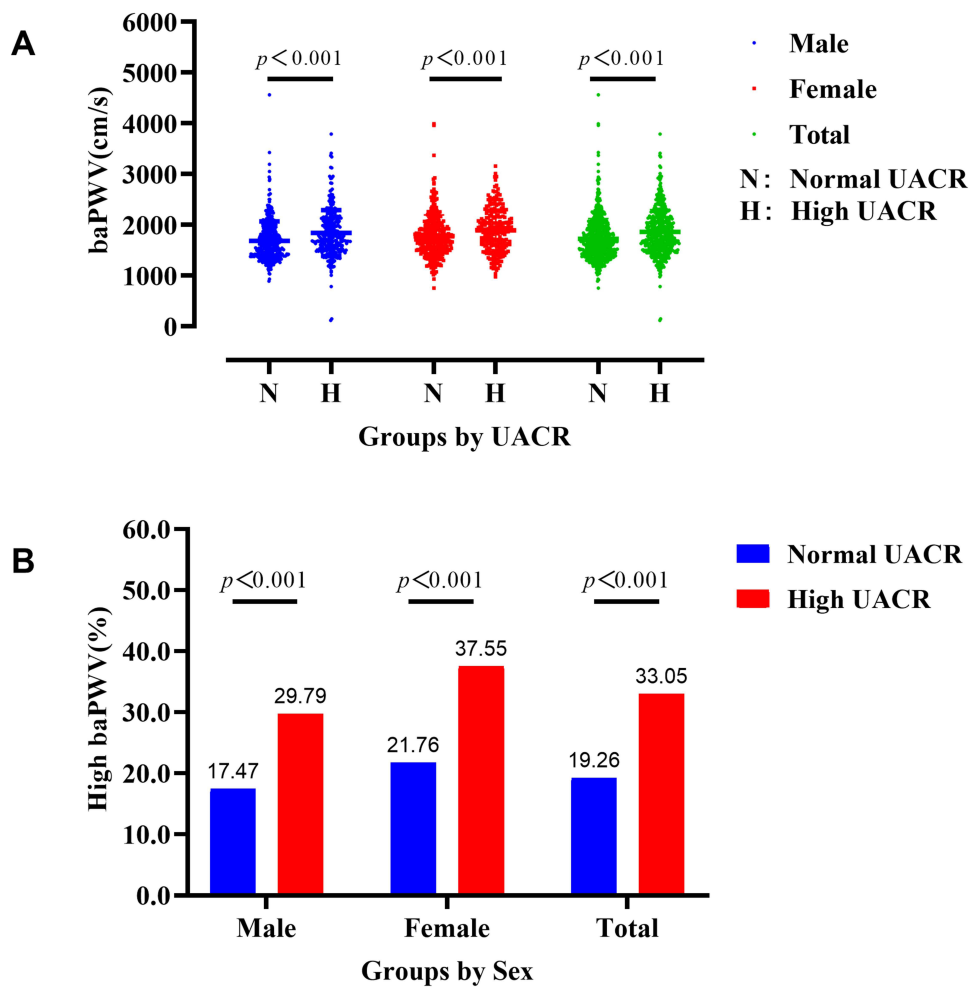 A
baPWV(cm/s)
6000
5000
4000
3000
2000
1000
0
p<0.001
p<0.001
p<0.001
Male
Female
Total
N: Normal UACR
H: High UACR
N
H
N
H
N
H
Groups by UACR
B
High baPWV(%)
60.0
50.0
40.0
30.0
20.0
10.0
0.0
p<0.001
p<0.001
p<0.001
17.47
29.79
21.76
37.55
19.26
33.05
Normal UACR
High UACR
Male
Female
Total
Groups by Sex